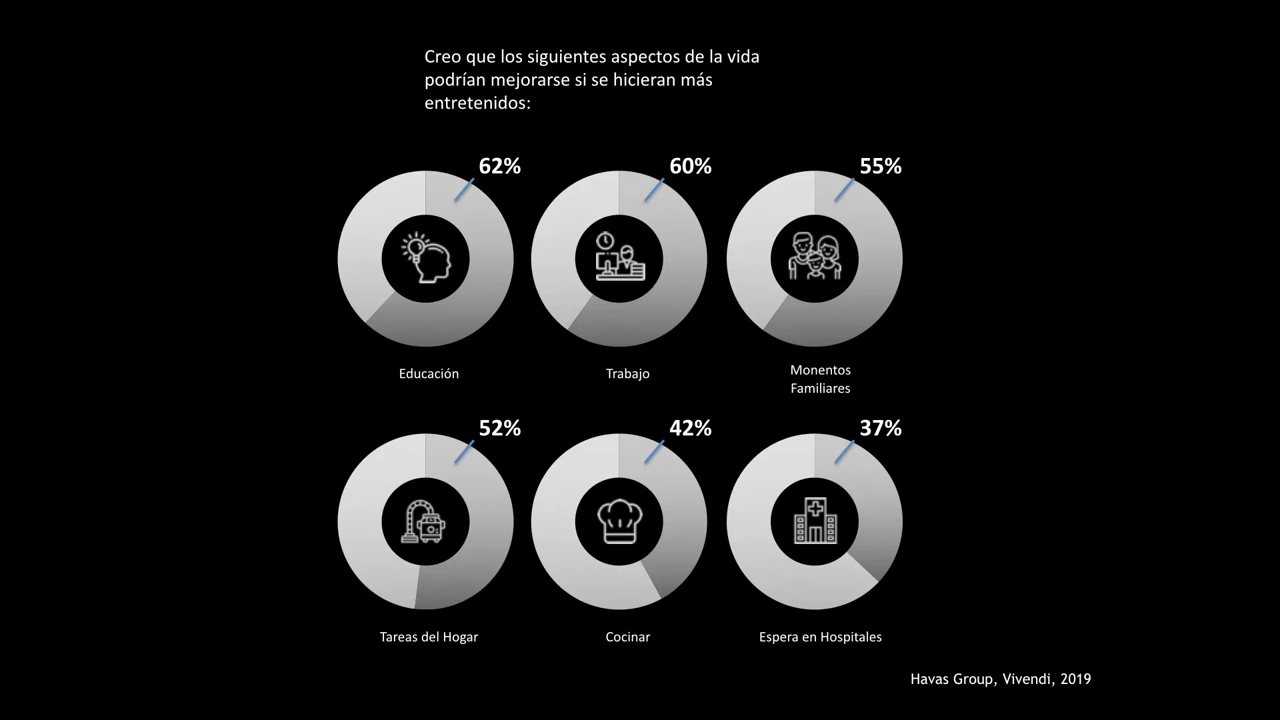 Creo que los siguientes aspectos de la vida
podrían mejorarse si se hicieran más
entretenidos:
62%
60%
55%
Educación
Trabajo
Monentos
Familiares
52%
42%
37%
Tareas del Hogar
Cocinar
Espera en Hospitales
Havas Group, Vivendi, 2019